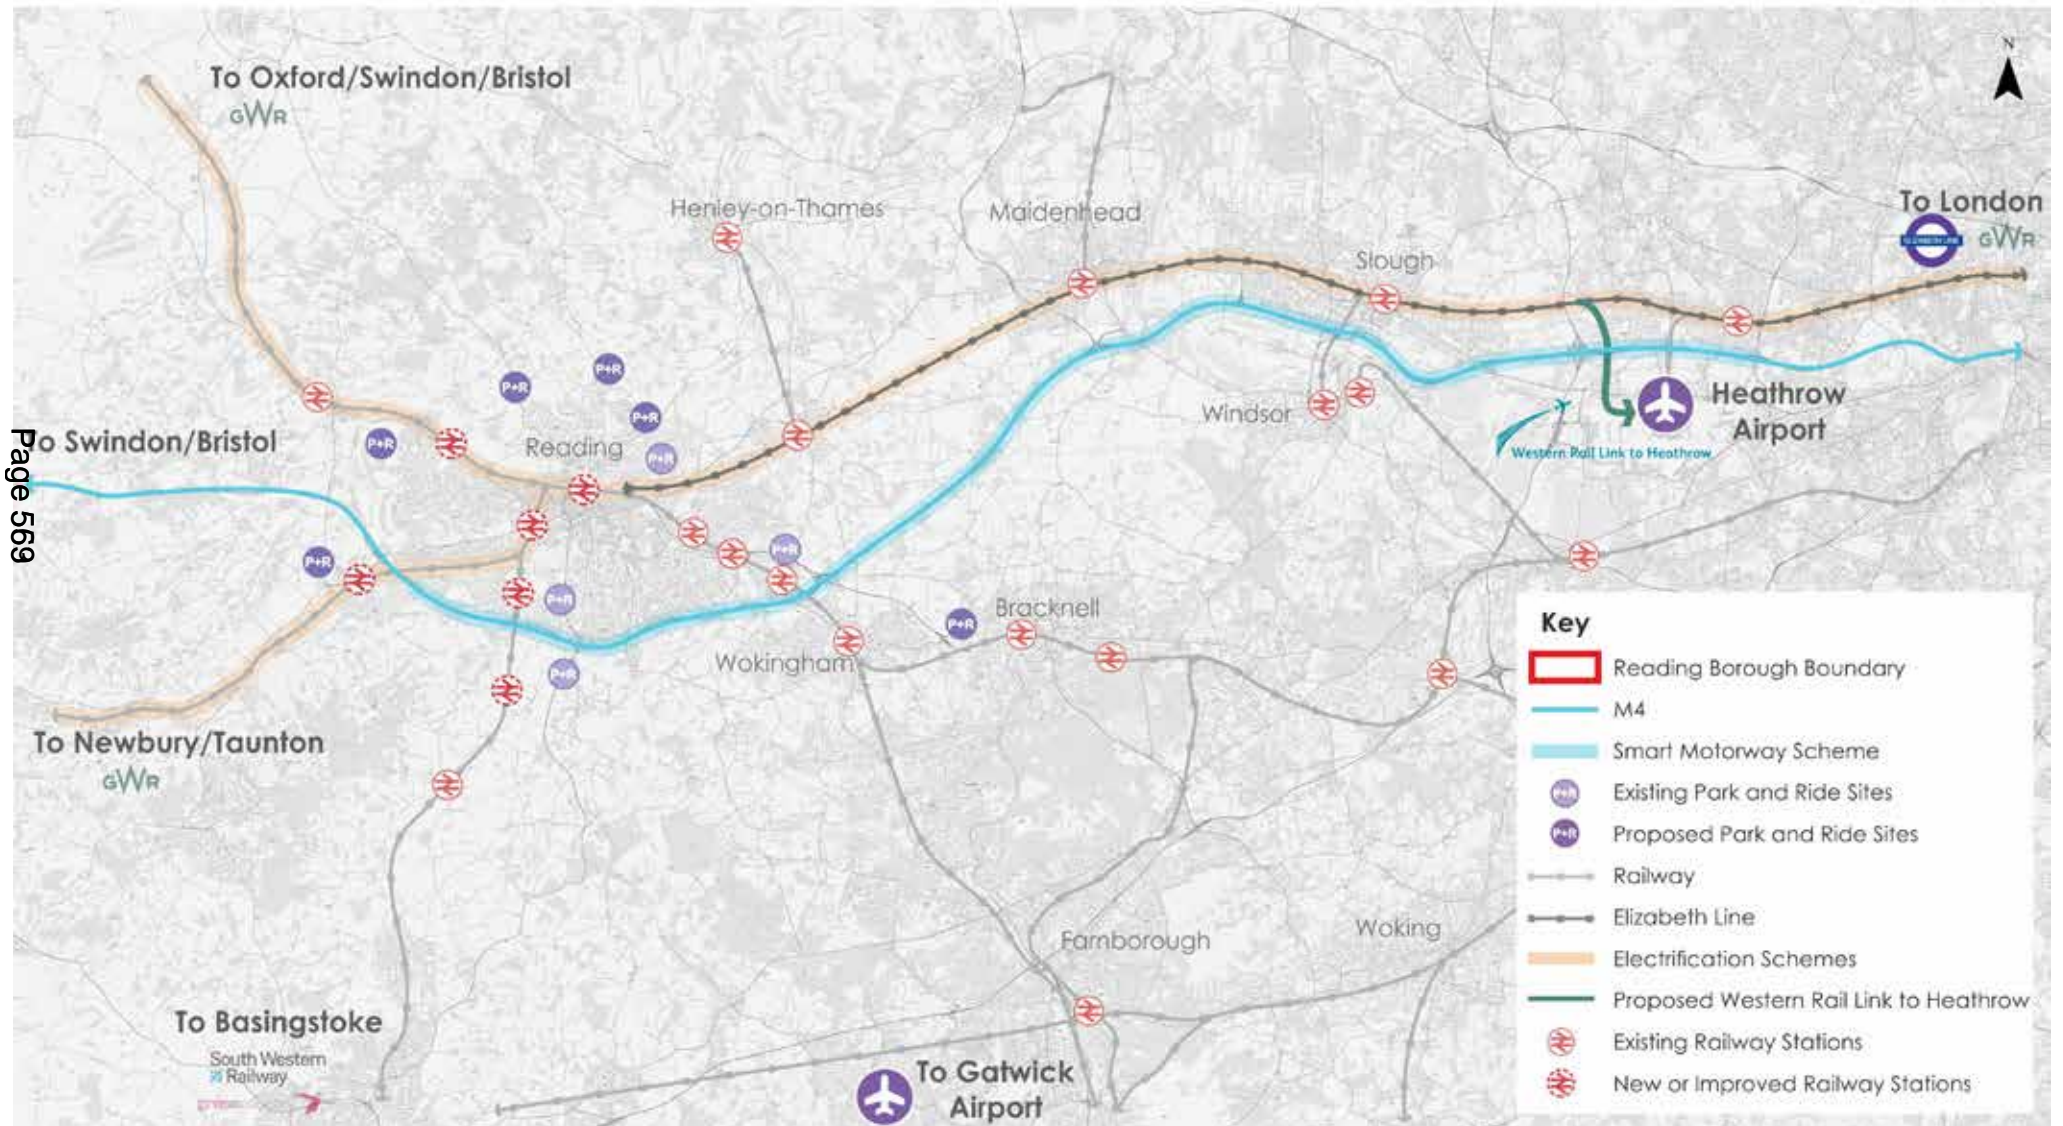 N
To Oxford/Swindon/Bristol
GWR
To London
ELIZABETH LINE
GWR
Henley-on-Thames
Maidenhead
Slough
P+R
P+R
P+R
P+R
P+R
Reading
Windsor
Heathrow
Airport
Western Rail Link to Heathrow
To Swindon/Bristol
Page 569
P+R
P+R
P+R
P+R
P+R
Bracknell
Wokingham
To Newbury/Taunton
GWR
Farnborough
Woking
To Basingstoke
South Western
Railway
To Gatwick
Airport
Key
Reading Borough Boundary
M4
Smart Motorway Scheme
P+R
Existing Park and Ride Sites
P+R
Proposed Park and Ride Sites
Railway
Elizabeth Line
Electrification Schemes
Proposed Western Rail Link to Heathrow
Existing Railway Stations
New or Improved Railway Stations